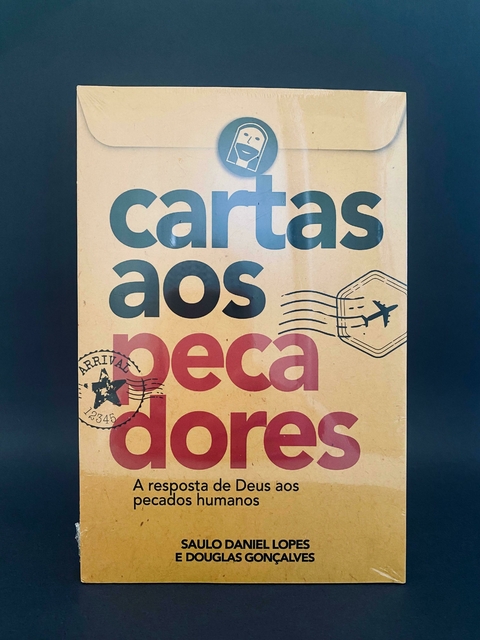 cartas
aos
peca
dores
ARRIVAL
12345
A resposta de Deus aos
pecados humanos
SAULO DANIEL LOPES
E DOUGLAS GONÇALVES